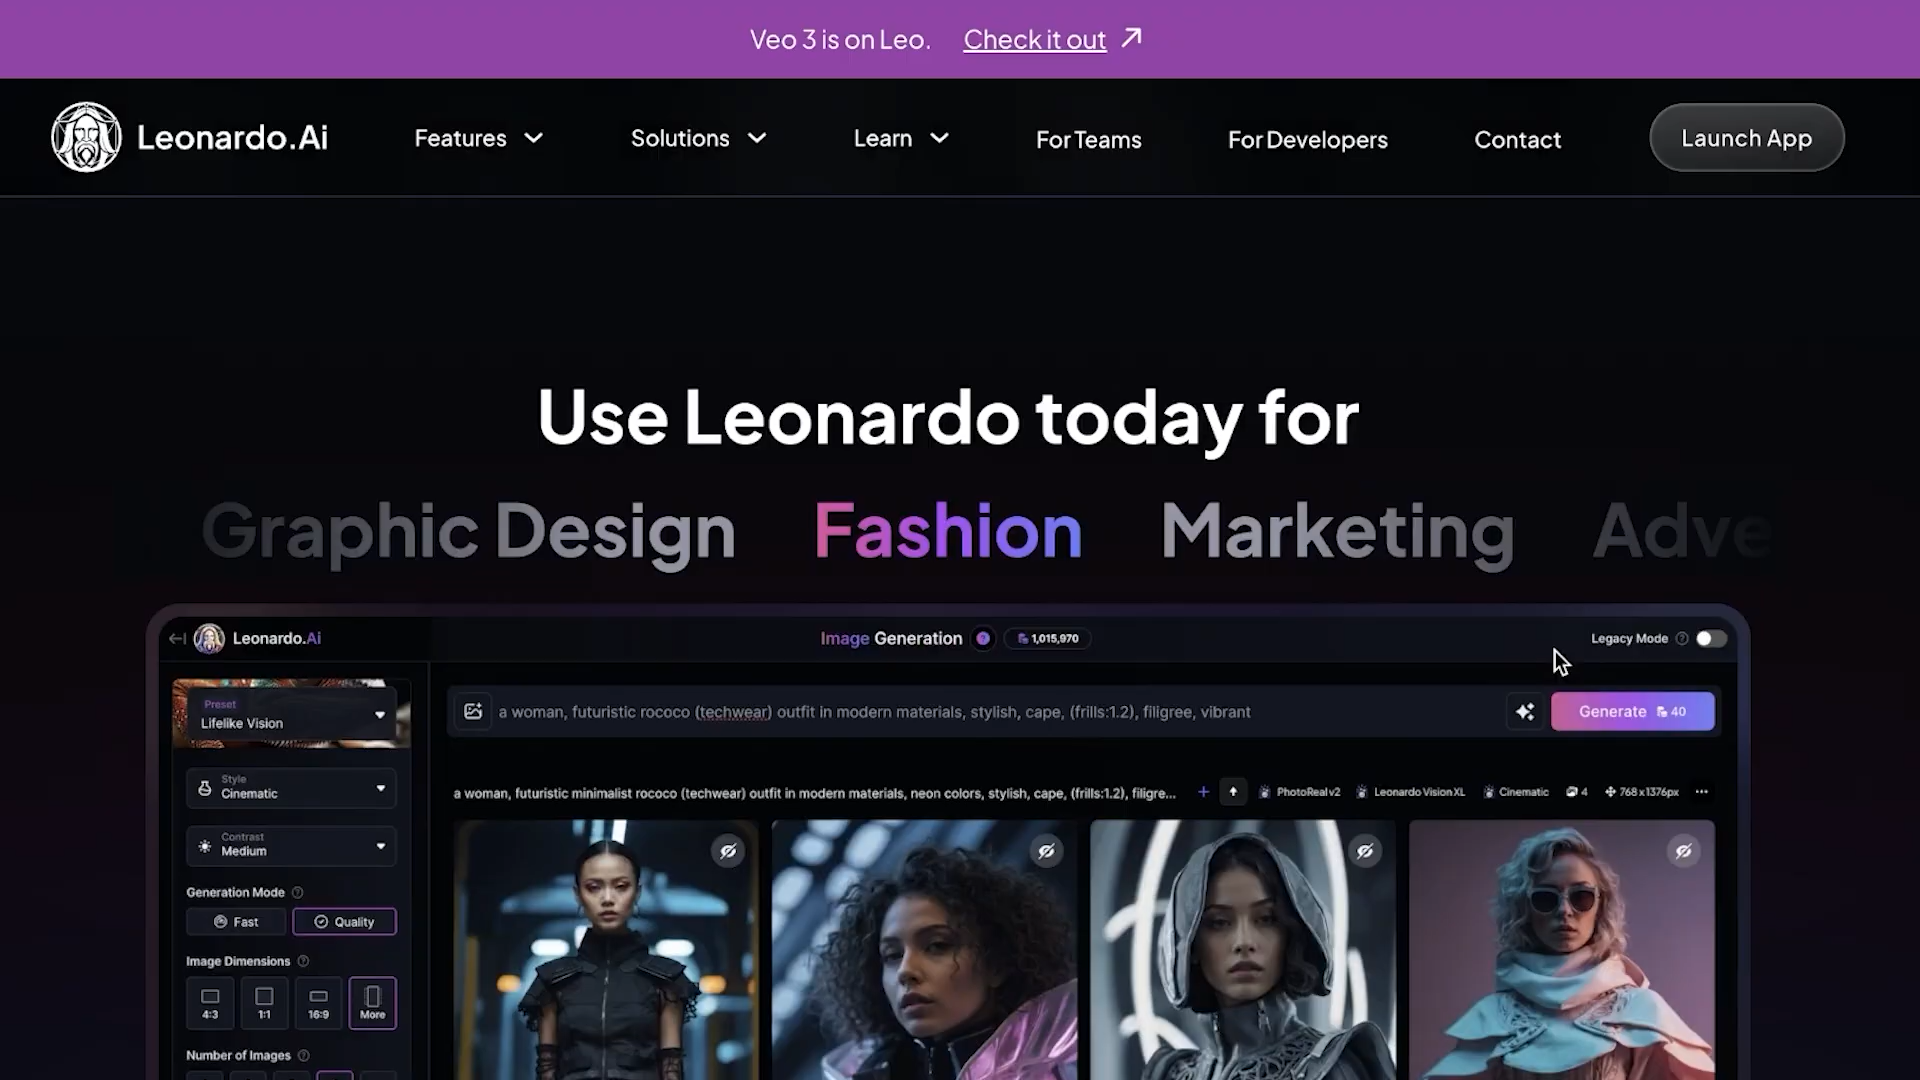 Veo 3 is on Leo. Check it out
Leonardo.Ai Features Solutions Learn For Teams For Developers Contact Launch App
Use Leonardo today for
Graphic Design Fashion Marketing Adve
Leonardo.Ai Image Generation 1,015,970 Legacy Mode
Preset
Lifelike Vision
a woman, futuristic rococo (techwear) outfit in modern materials, stylish, cape, (frills:1.2), filigree, vibrant
Generate 40
Style
Cinematic
a woman, futuristic minimalist rococo (techwear) outfit in modern materials, neon colors, stylish, cape, (frills:1.2), filigre...
PhotoReal v2 Leonardo Vision XL Cinematic 4 768 x 1376px
Contrast
Medium
Generation Mode
Fast Quality
Image Dimensions
4:3 1:1 16:9 More
Number of Images